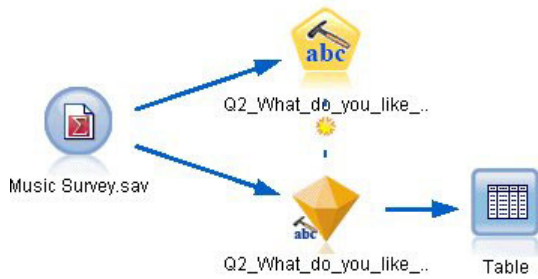 abc
Q2_What_do_you_like_..
Music Survey.sav
abc
Q2_What_do_you_like_..
Table